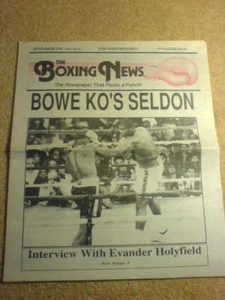 THE
BOXING NEWS
The Newspaper That Packs a Punch!
BOWE KO'S SELDON
Interview With Evander Holyfield